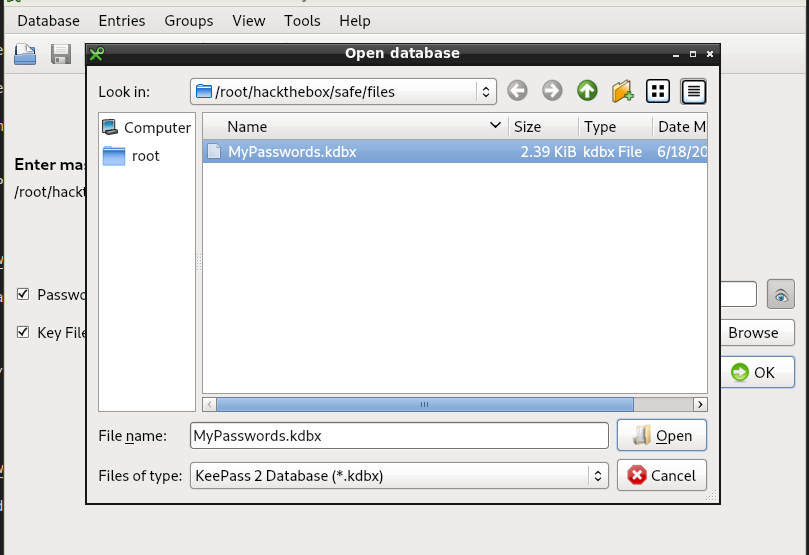 Database Entries Groups View Tools Help
Open database
Look in: /root/hackthebox/safe/files
Computer
root
Name Size Type Date M
MyPasswords.kdbx 2.39 KiB kdbx File 6/18/20
Enter mas
/root/hackt
Passwo
Key File
Browse
OK
File name: MyPasswords.kdbx Open
Files of type: KeePass 2 Database (*.kdbx) Cancel